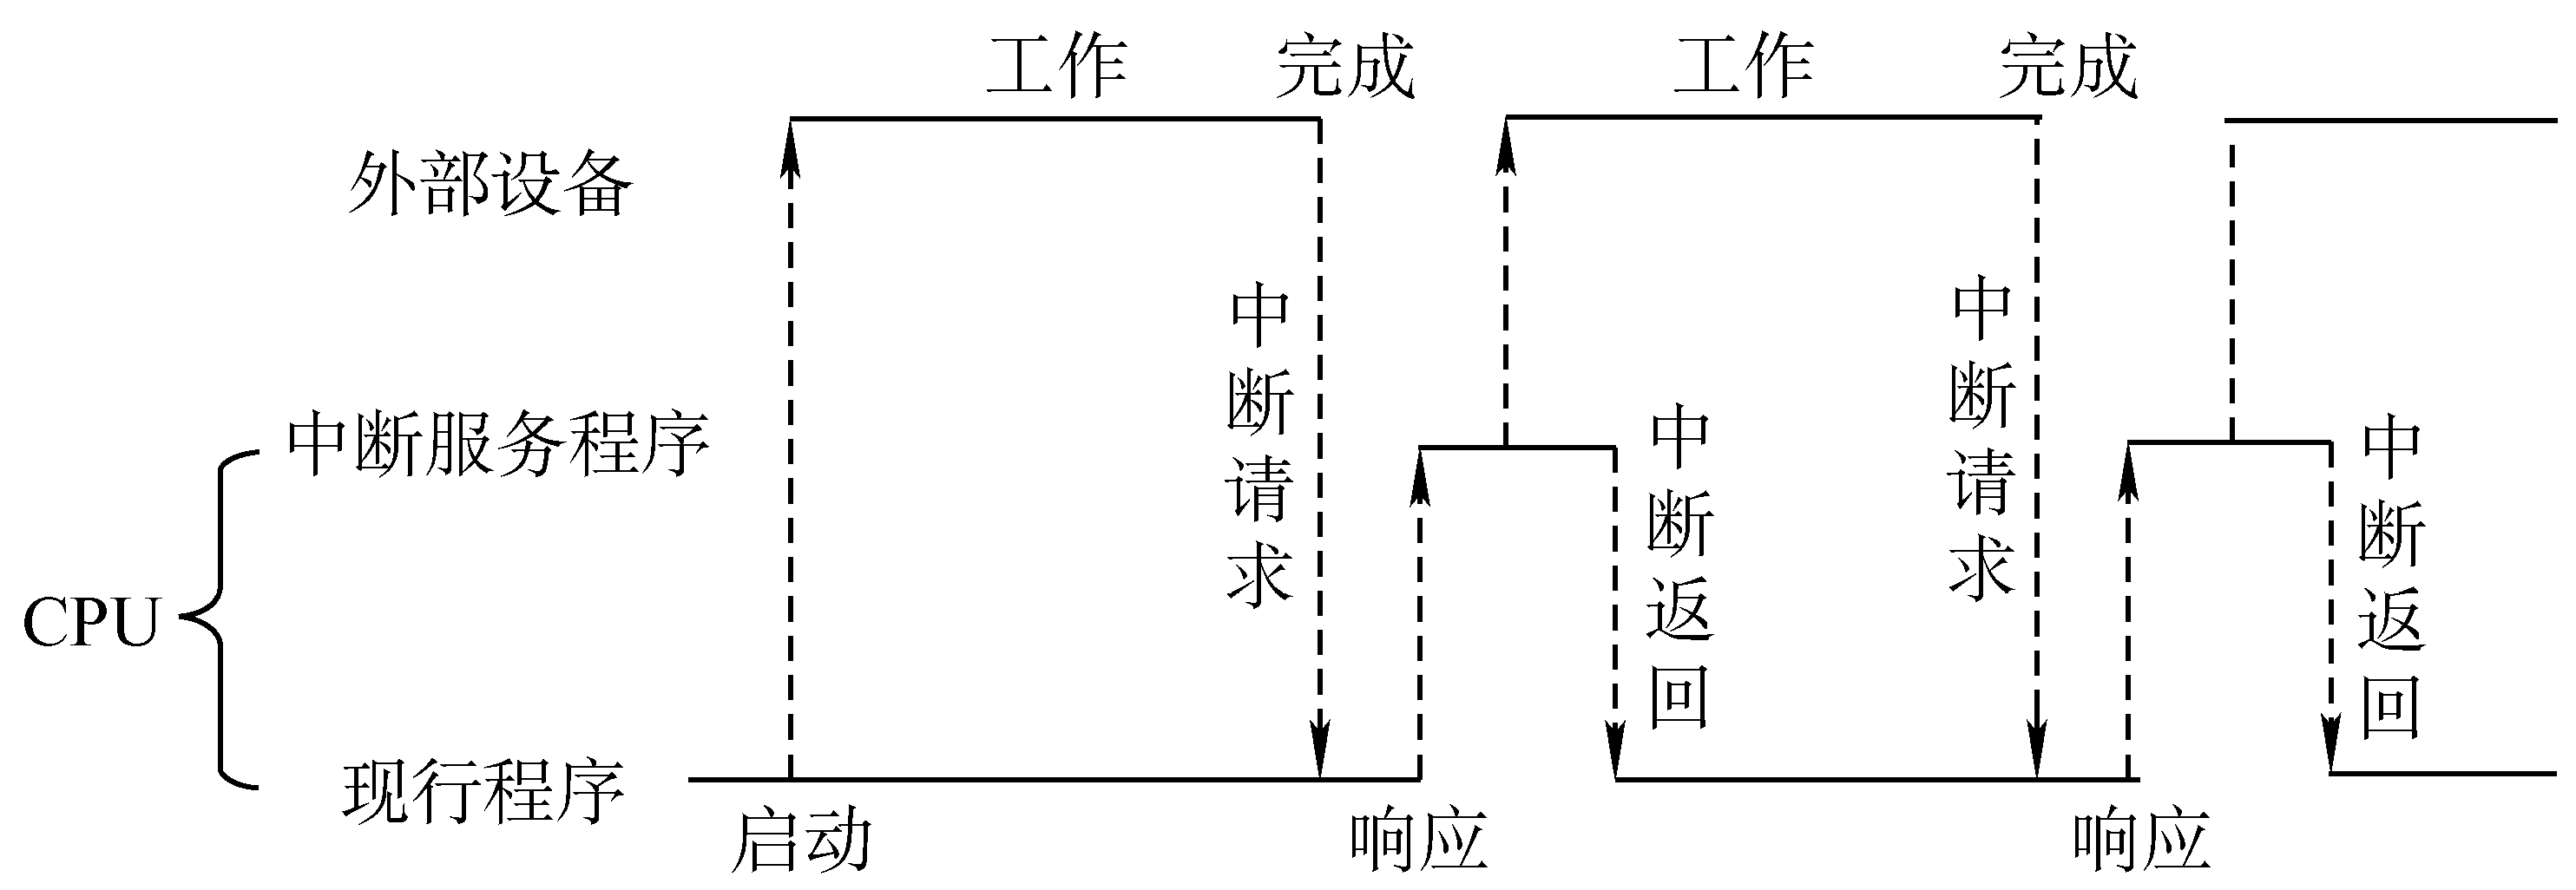 工作 完成 工作 完成
外部设备
中断请求
中断请求
中断服务程序
中断返回
中断返回
CPU
现行程序
启动 响应 响应